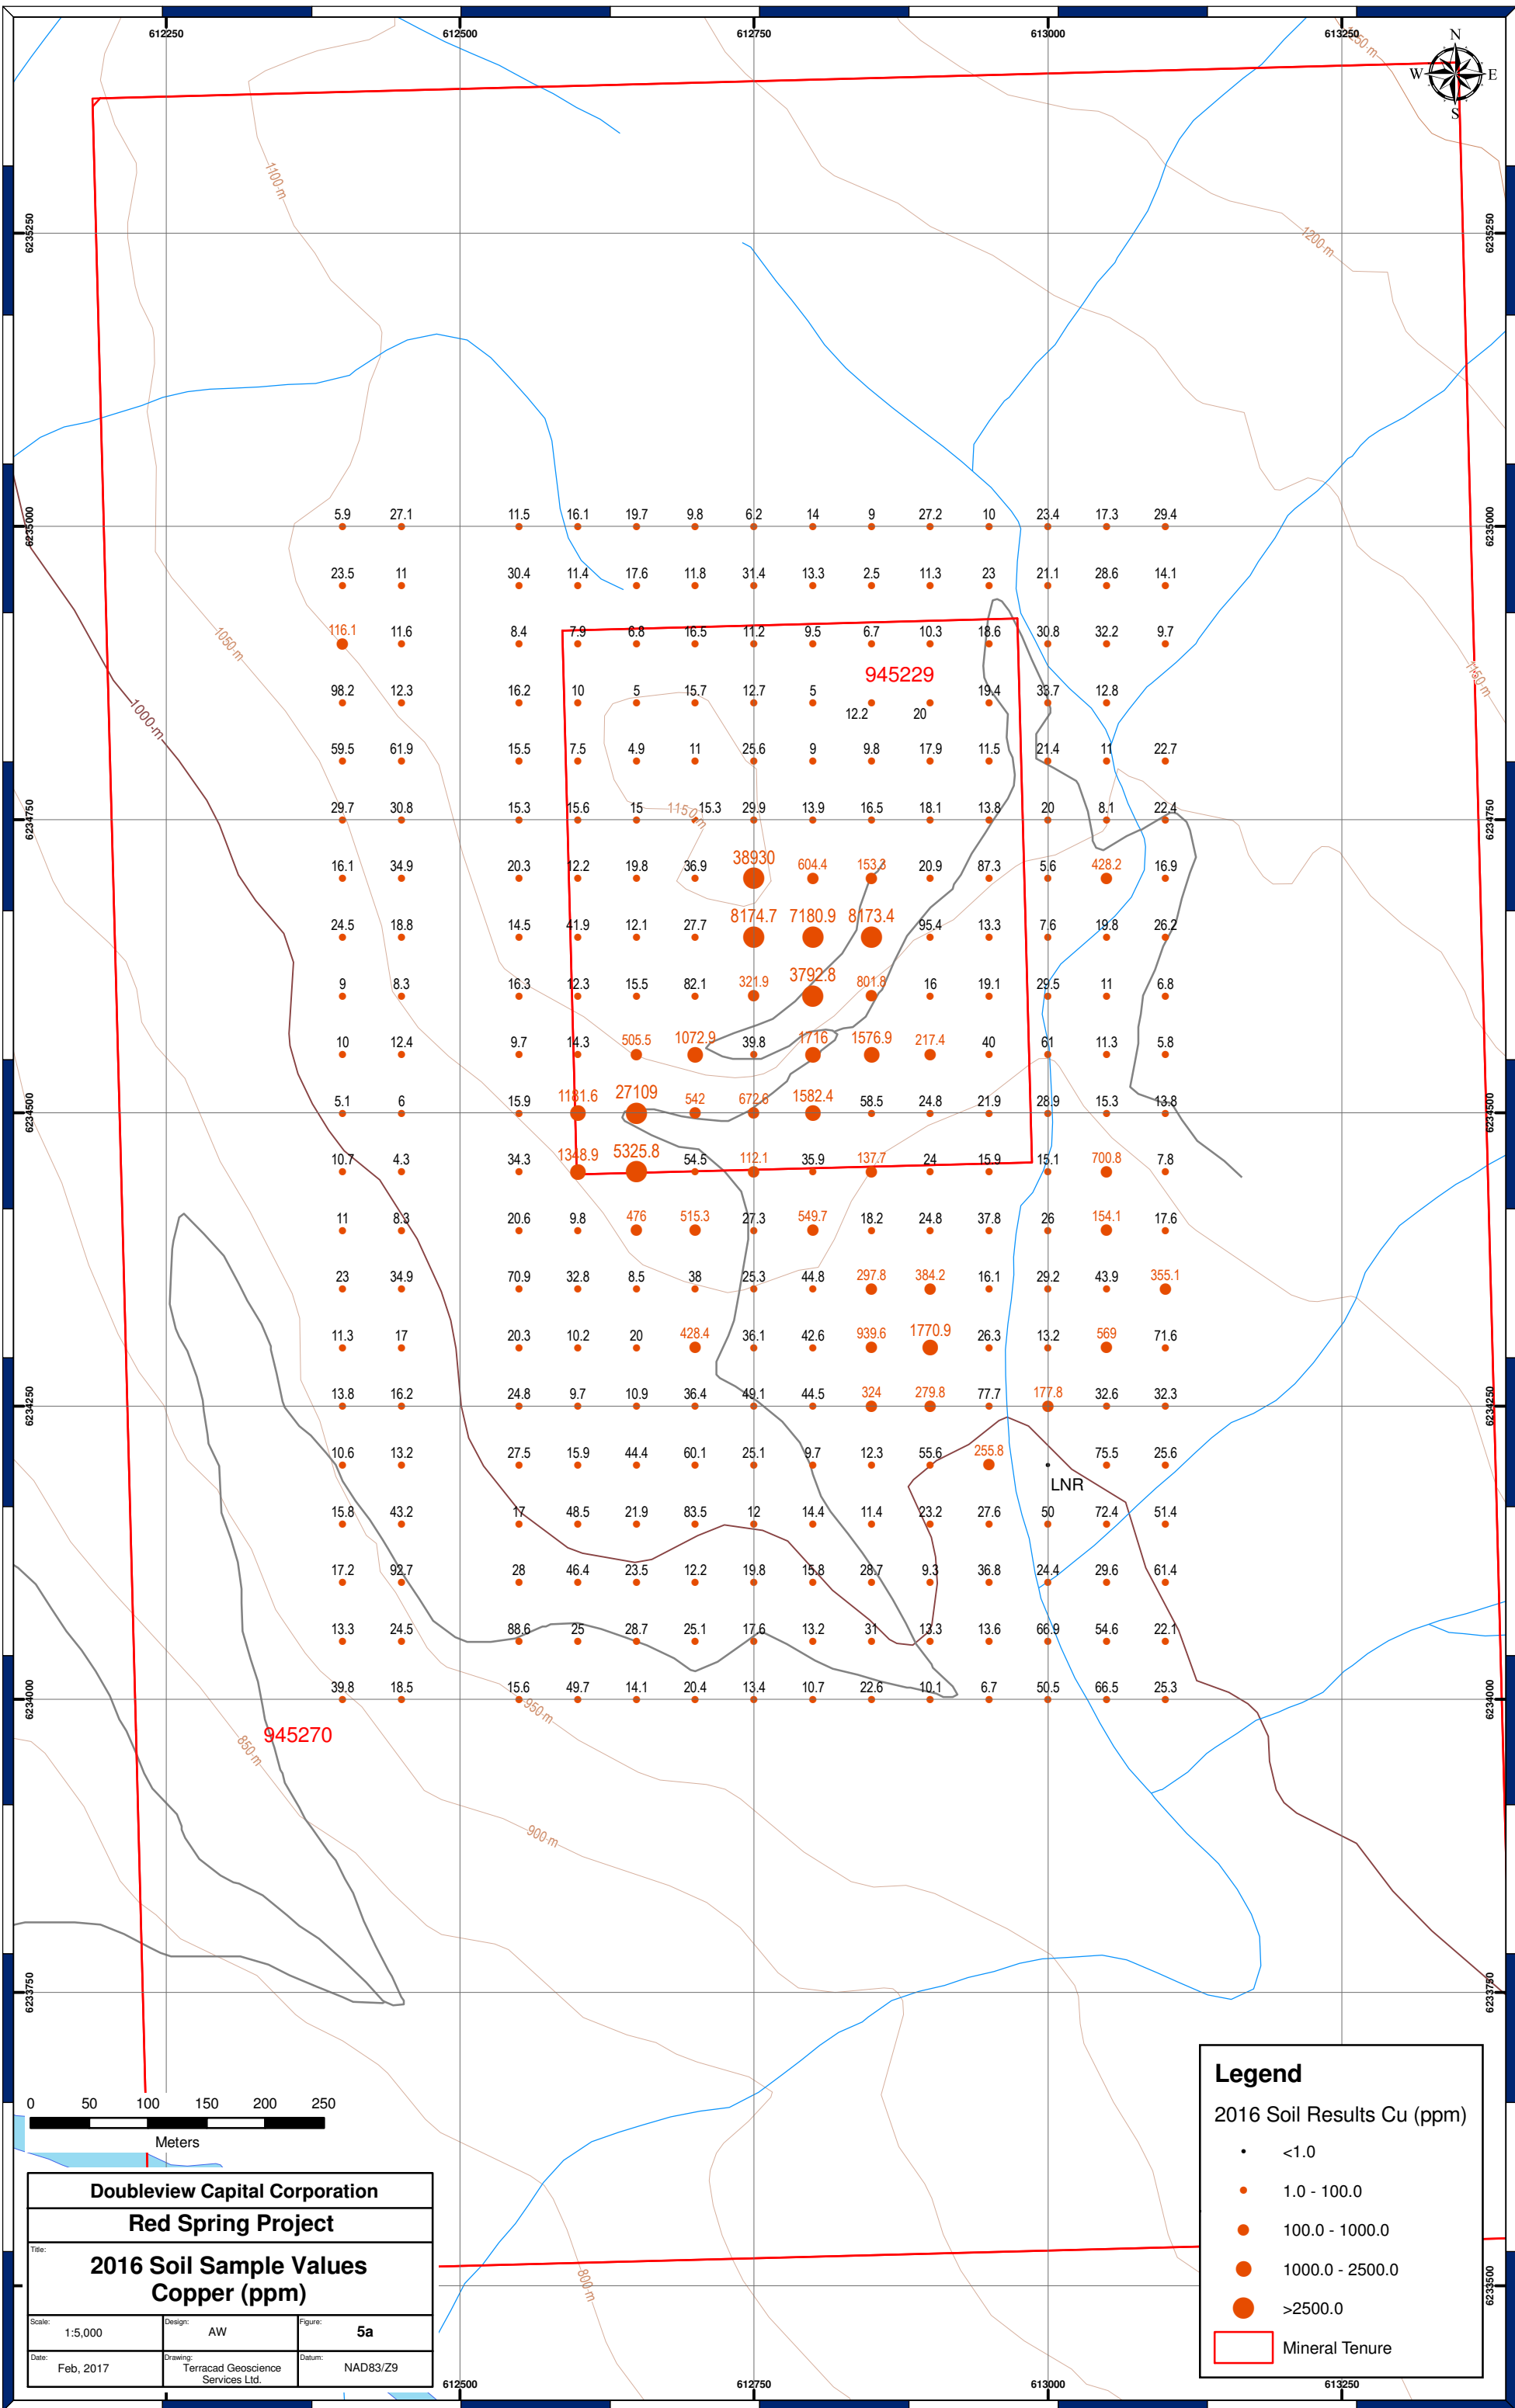 612250 612500 612750 613000 613250
N
W E
S
1250 m
1100 m
6235250 6235250
1200 m
6235000 5.9 27.1 11.5 16.1 19.7 9.8 6.2 14 9 27.2 10 23.4 17.3 29.4 6235000
23.5 11 30.4 11.4 17.6 11.8 31.4 13.3 2.5 11.3 23 21.1 28.6 14.1
1050 m
116.1 11.6 8.4 7.9 6.8 16.5 11.2 9.5 6.7 10.3 18.6 30.8 32.2 9.7
945229
1150 m
98.2 12.3 16.2 10 5 15.7 12.7 5 19.4 33.7 12.8
12.2 20
1000 m
59.5 61.9 15.5 7.5 4.9 11 25.6 9 9.8 17.9 11.5 21.4 11 22.7
6234750 29.7 30.8 15.3 15.6 15 1150 m 15.3 29.9 13.9 16.5 18.1 13.8 20 8.1 22.4 6234750
16.1 34.9 20.3 12.2 19.8 36.9 38930 604.4 153.3 20.9 87.3 5.6 428.2 16.9
24.5 18.8 14.5 41.9 12.1 27.7 8174.7 7180.9 8173.4 95.4 13.3 7.6 19.8 26.2
9 8.3 16.3 12.3 15.5 82.1 321.9 3792.8 801.8 16 19.1 29.5 11 6.8
10 12.4 9.7 14.3 505.5 1072.9 39.8 1716 1576.9 217.4 40 61 11.3 5.8
6234500 5.1 6 15.9 1181.6 27109 542 672.6 1582.4 58.5 24.8 21.9 28.9 15.3 13.8 6234500
10.7 4.3 34.3 1348.9 5325.8 54.5 112.1 35.9 137.7 24 15.9 15.1 700.8 7.8
11 8.3 20.6 9.8 476 515.3 27.3 549.7 18.2 24.8 37.8 26 154.1 17.6
23 34.9 70.9 32.8 8.5 38 25.3 44.8 297.8 384.2 16.1 29.2 43.9 355.1
11.3 17 20.3 10.2 20 428.4 36.1 42.6 939.6 1770.9 26.3 13.2 569 71.6
6234250 13.8 16.2 24.8 9.7 10.9 36.4 49.1 44.5 324 279.8 77.7 177.8 32.6 32.3 6234250
10.6 13.2 27.5 15.9 44.4 60.1 25.1 9.7 12.3 55.6 255.8 75.5 25.6
LNR
15.8 43.2 17 48.5 21.9 83.5 12 14.4 11.4 23.2 27.6 50 72.4 51.4
17.2 92.7 28 46.4 23.5 12.2 19.8 15.8 28.7 9.3 36.8 24.4 29.6 61.4
13.3 24.5 88.6 25 28.7 25.1 17.6 13.2 31 13.3 13.6 66.9 54.6 22.1
6234000 39.8 18.5 15.6 49.7 14.1 20.4 13.4 10.7 22.6 10.1 6.7 50.5 66.5 25.3 6234000
950 m
945270
850 m
900 m
6233750 6233750
800 m
6233500
0 50 100 150 200 250
Meters
Doubleview Capital Corporation
Red Spring Project
Title:
2016 Soil Sample Values
Copper (ppm)
Scale: 1:5,000 Design: AW Figure: 5a
Date: Feb, 2017 Drawing: Terracad Geoscience Services Ltd. Datum: NAD83/Z9
Legend
2016 Soil Results Cu (ppm)
<1.0
1.0 - 100.0
100.0 - 1000.0
1000.0 - 2500.0
>2500.0
Mineral Tenure
612500 612750 613000 613250